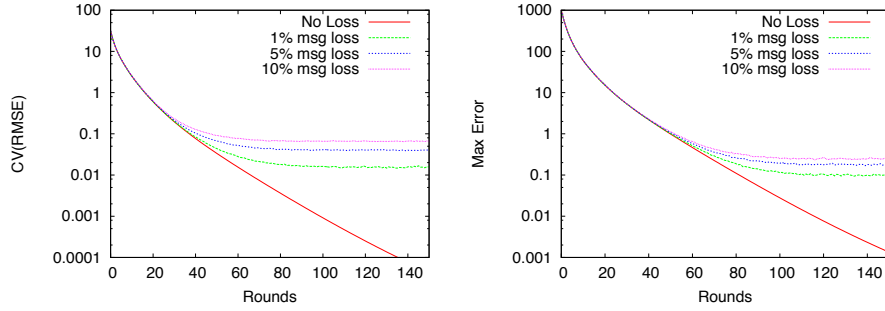 No Loss
1% msg loss
5% msg loss
10% msg loss
CV(RMSE)
100
10
1
0.1
0.01
0.001
0.0001
0 20 40 60 80 100 120 140
Rounds
No Loss
1% msg loss
5% msg loss
10% msg loss
Max Error
1000
100
10
1
0.1
0.01
0.001
0 20 40 60 80 100 120 140
Rounds